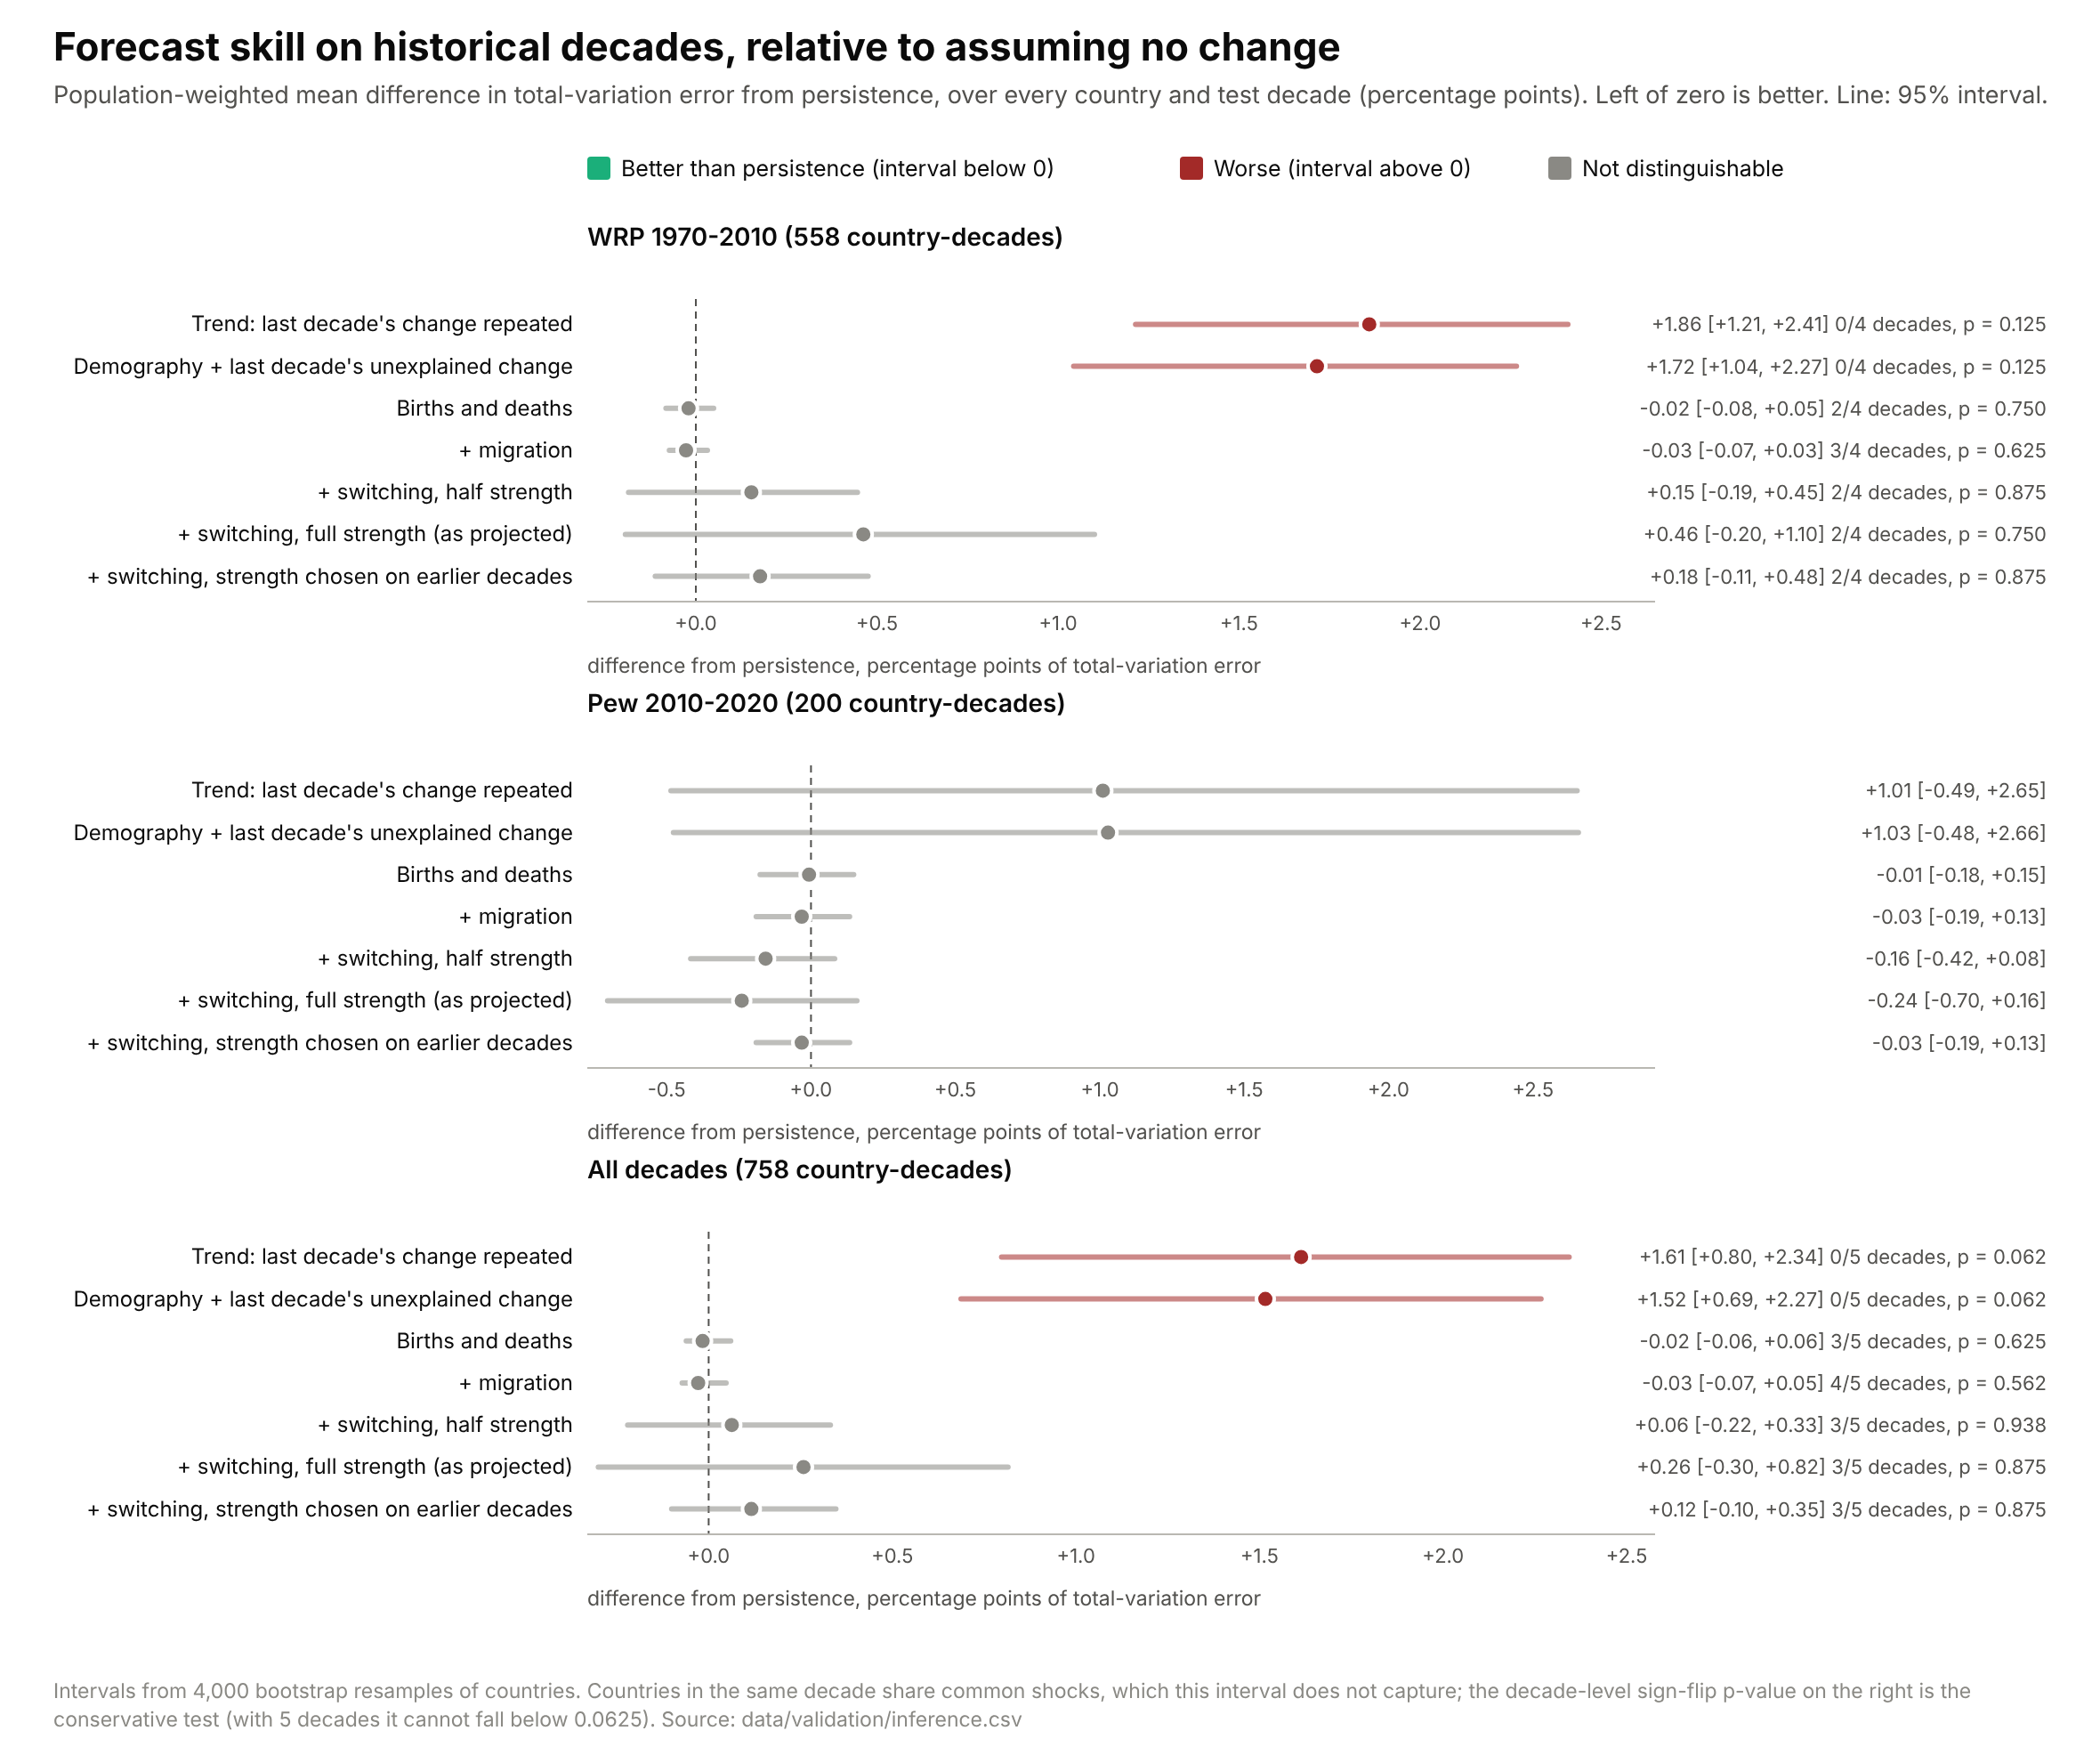 Forecast skill on historical decades, relative to assuming no change
Population-weighted mean difference in total-variation error from persistence, over every country and test decade (percentage points). Left of zero is better. Line: 95% interval.
Better than persistence (interval below 0) Worse (interval above 0) Not distinguishable
WRP 1970-2010 (558 country-decades)
Trend: last decade's change repeated +1.86 [+1.21, +2.41] 0/4 decades, p = 0.125
Demography + last decade's unexplained change +1.72 [+1.04, +2.27] 0/4 decades, p = 0.125
Births and deaths -0.02 [-0.08, +0.05] 2/4 decades, p = 0.750
+ migration -0.03 [-0.07, +0.03] 3/4 decades, p = 0.625
+ switching, half strength +0.15 [-0.19, +0.45] 2/4 decades, p = 0.875
+ switching, full strength (as projected) +0.46 [-0.20, +1.10] 2/4 decades, p = 0.750
+ switching, strength chosen on earlier decades +0.18 [-0.11, +0.48] 2/4 decades, p = 0.875
+0.0 +0.5 +1.0 +1.5 +2.0 +2.5
difference from persistence, percentage points of total-variation error
Pew 2010-2020 (200 country-decades)
Trend: last decade's change repeated +1.01 [-0.49, +2.65]
Demography + last decade's unexplained change +1.03 [-0.48, +2.66]
Births and deaths -0.01 [-0.18, +0.15]
+ migration -0.03 [-0.19, +0.13]
+ switching, half strength -0.16 [-0.42, +0.08]
+ switching, full strength (as projected) -0.24 [-0.70, +0.16]
+ switching, strength chosen on earlier decades -0.03 [-0.19, +0.13]
-0.5 +0.0 +0.5 +1.0 +1.5 +2.0 +2.5
difference from persistence, percentage points of total-variation error
All decades (758 country-decades)
Trend: last decade's change repeated +1.61 [+0.80, +2.34] 0/5 decades, p = 0.062
Demography + last decade's unexplained change +1.52 [+0.69, +2.27] 0/5 decades, p = 0.062
Births and deaths -0.02 [-0.06, +0.06] 3/5 decades, p = 0.625
+ migration -0.03 [-0.07, +0.05] 4/5 decades, p = 0.562
+ switching, half strength +0.06 [-0.22, +0.33] 3/5 decades, p = 0.938
+ switching, full strength (as projected) +0.26 [-0.30, +0.82] 3/5 decades, p = 0.875
+ switching, strength chosen on earlier decades +0.12 [-0.10, +0.35] 3/5 decades, p = 0.875
+0.0 +0.5 +1.0 +1.5 +2.0 +2.5
difference from persistence, percentage points of total-variation error
Intervals from 4,000 bootstrap resamples of countries. Countries in the same decade share common shocks, which this interval does not capture; the decade-level sign-flip p-value on the right is the
conservative test (with 5 decades it cannot fall below 0.0625). Source: data/validation/inference.csv